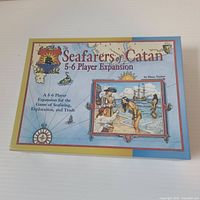 Seafarers of Catan
5-6 Player Expansion
by Klaus Teuber
A 5-6 Player
Expansion for the
Game of Seafaring,
Exploration, and Trade